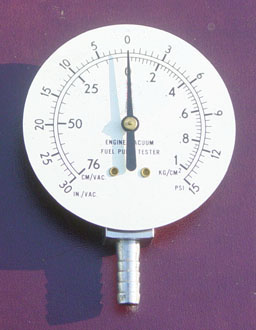 5 0 3
10 25 0 .2 6
15 .4
20 50 .6 9
ENGINE VACUUM
FUEL PUMP TESTER
25 .8 12
76 1
CM/VAC. KG/CM²
30 IN./VAC. PSI. 15